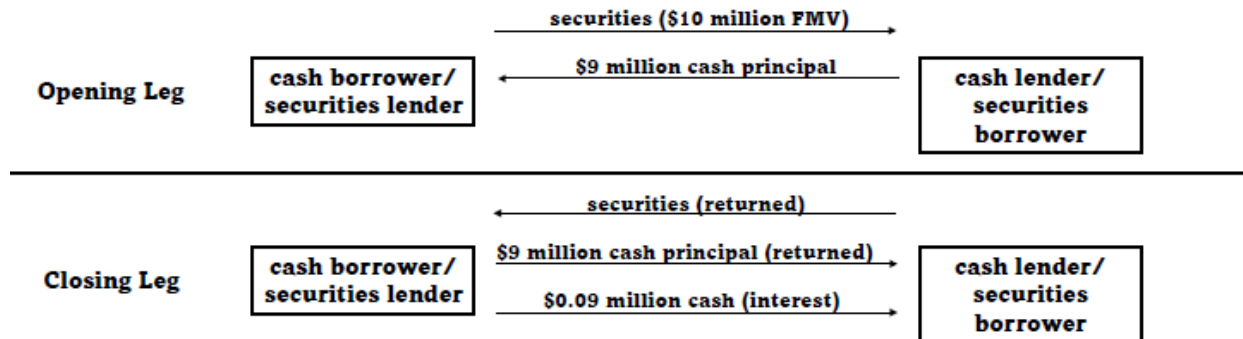 securities ($10 million FMV)
$9 million cash principal
Opening Leg
cash borrower/
securities lender
cash lender/
securities
borrower
securities (returned)
$9 million cash principal (returned)
$0.09 million cash (interest)
Closing Leg
cash borrower/
securities lender
cash lender/
securities
borrower